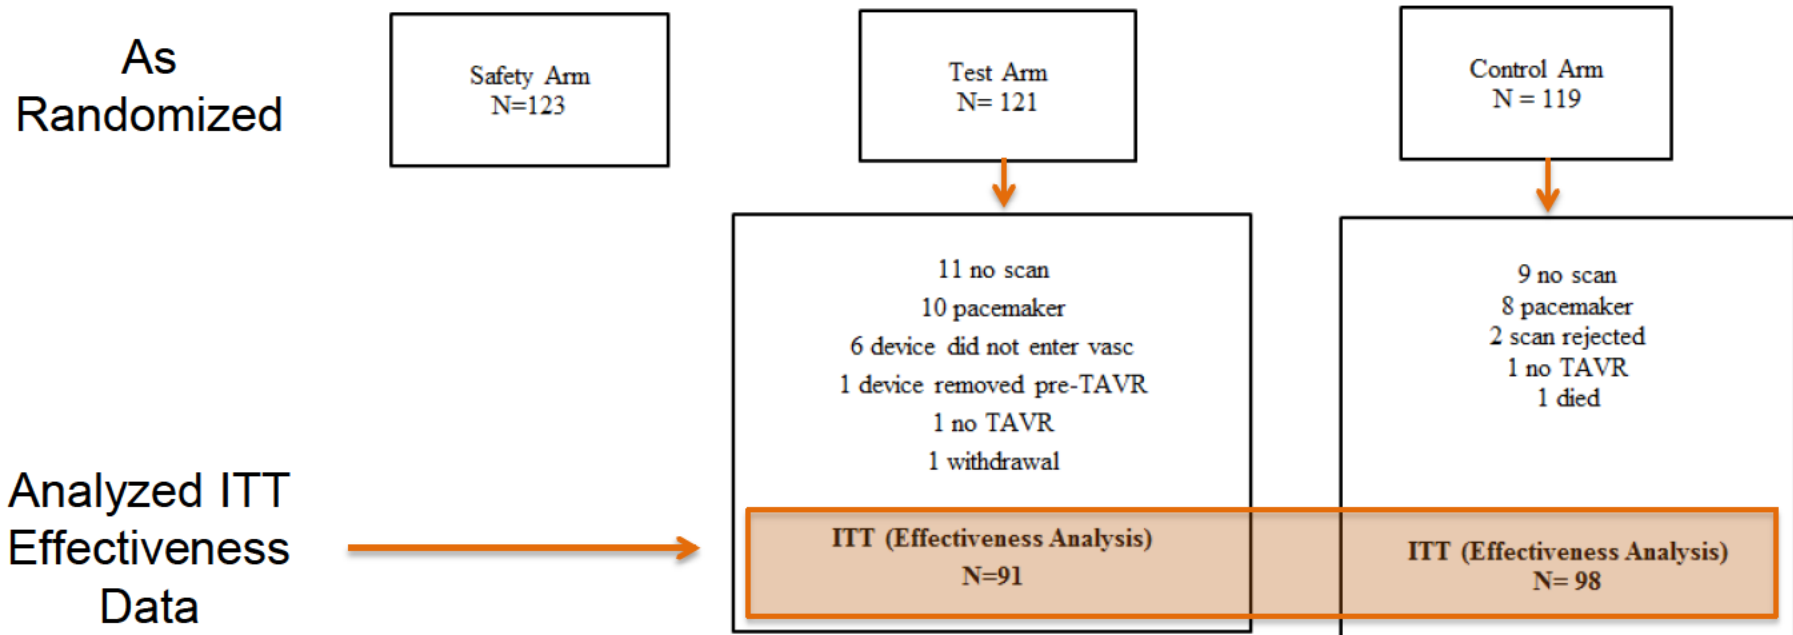 As
Randomized
Safety Arm
N=123
Test Arm
N= 121
Control Arm
N = 119
11 no scan
10 pacemaker
6 device did not enter vasc
1 device removed pre-TAVR
1 no TAVR
1 withdrawal
9 no scan
8 pacemaker
2 scan rejected
1 no TAVR
1 died
Analyzed ITT
Effectiveness
Data
ITT (Effectiveness Analysis)
N=91
ITT (Effectiveness Analysis)
N= 98